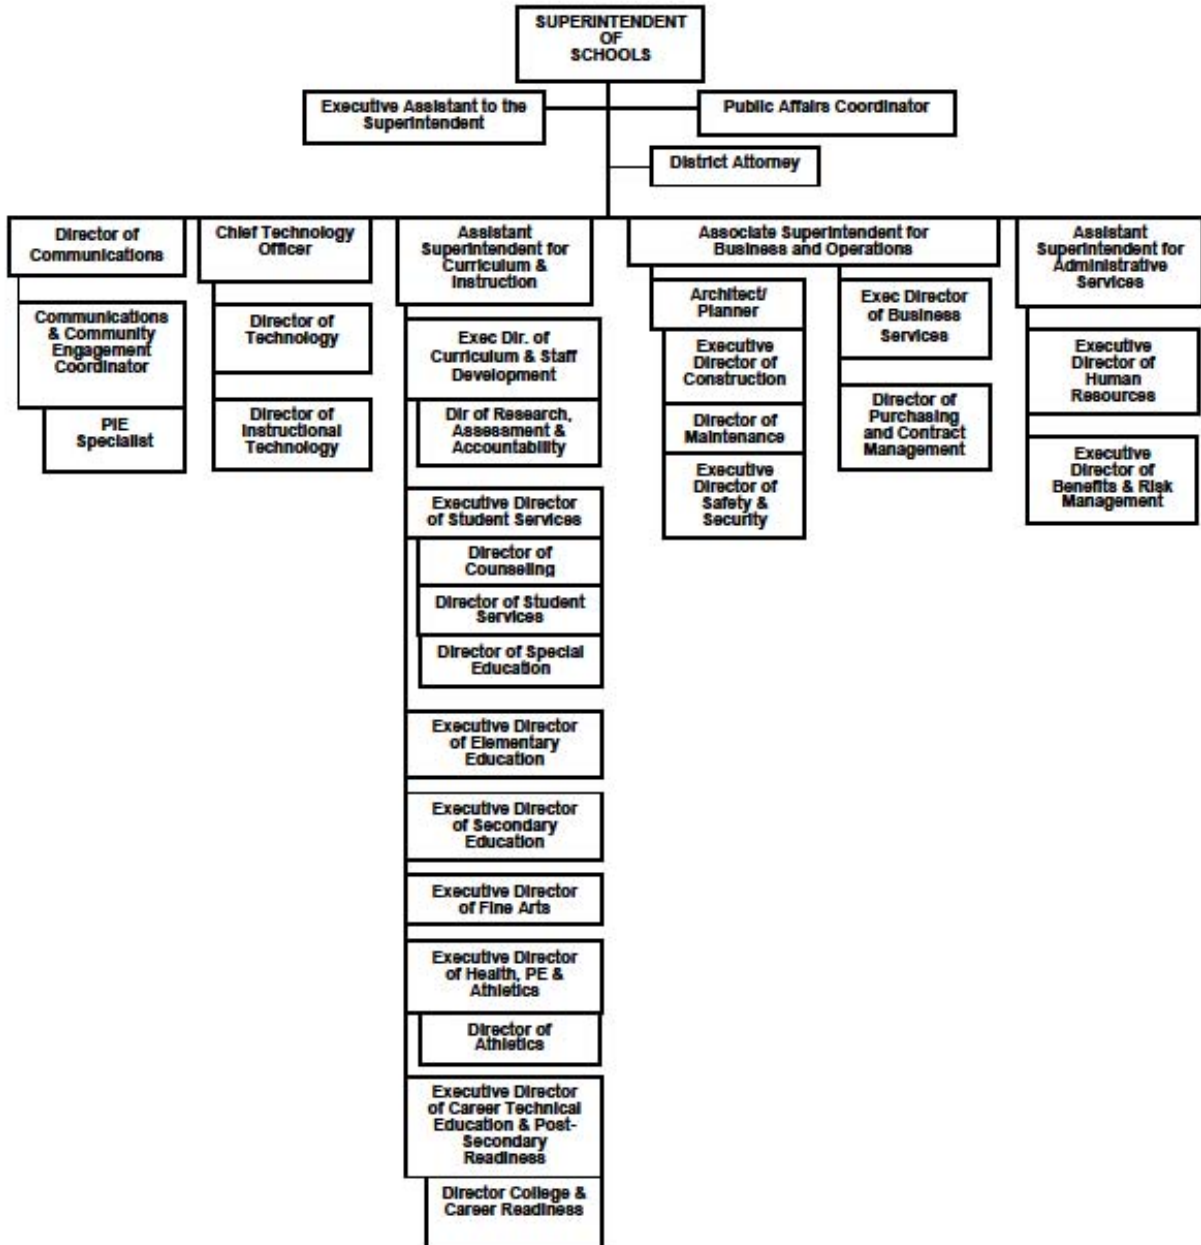 SUPERINTENDENT
OF
SCHOOLS
Executive Assistant to the
Superintendent
Public Affairs Coordinator
District Attorney
Director of
Communications
Communications
& Community
Engagement
Coordinator
PIE
Specialist
Chief Technology
Officer
Director of
Technology
Director of
Instructional
Technology
Assistant
Superintendent for
Curriculum &
Instruction
Exec Dir. of
Curriculum & Staff
Development
Dir of Research,
Assessment &
Accountability
Executive Director
of Student Services
Director of
Counseling
Director of Student
Services
Director of Special
Education
Executive Director
of Elementary
Education
Executive Director
of Secondary
Education
Executive Director
of Fine Arts
Executive Director
of Health, PE &
Athletics
Director of
Athletics
Executive Director
of Career Technical
Education & Post-
Secondary
Readiness
Director College &
Career Readiness
Associate Superintendent for
Business and Operations
Architect/
Planner
Executive
Director of
Construction
Director of
Maintenance
Executive
Director of
Safety &
Security
Exec Director
of Business
Services
Director of
Purchasing
and Contract
Management
Assistant
Superintendent for
Administrative
Services
Executive
Director of
Human
Resources
Executive
Director of
Benefits & Risk
Management